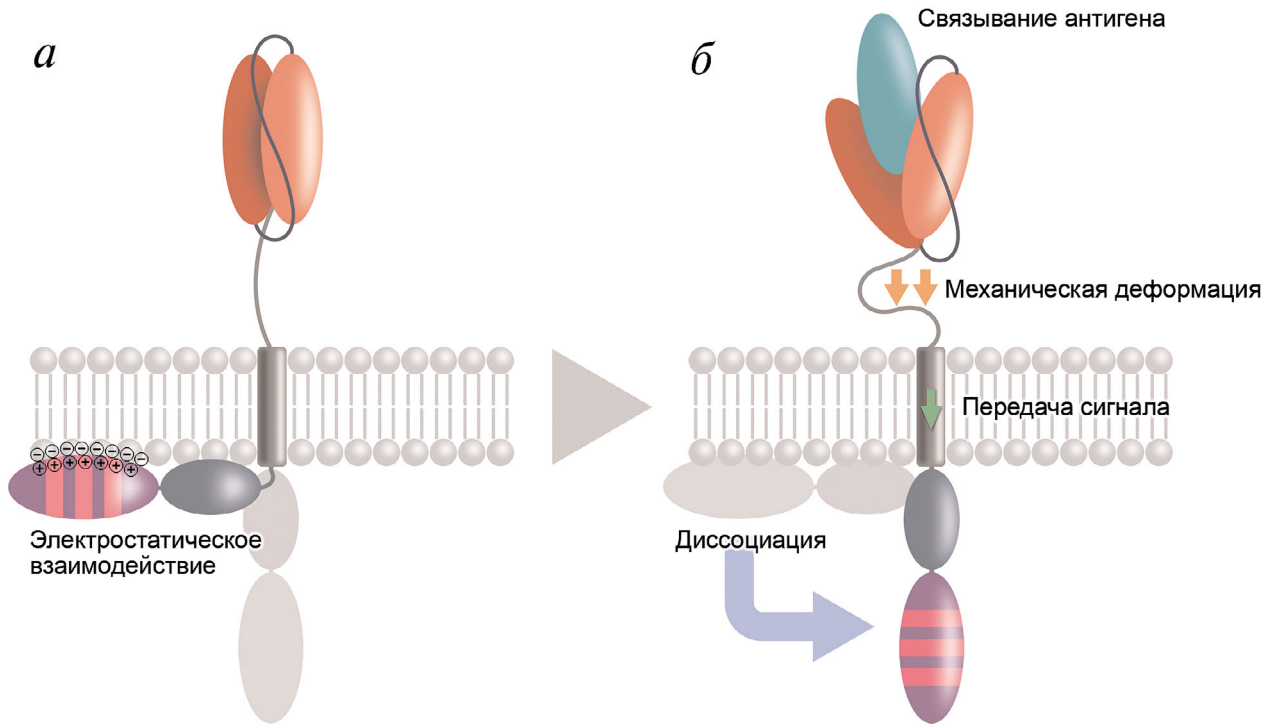 а
Электростатическое
взаимодействие
б
Связывание антигена
Механическая деформация
Передача сигнала
Диссоциация